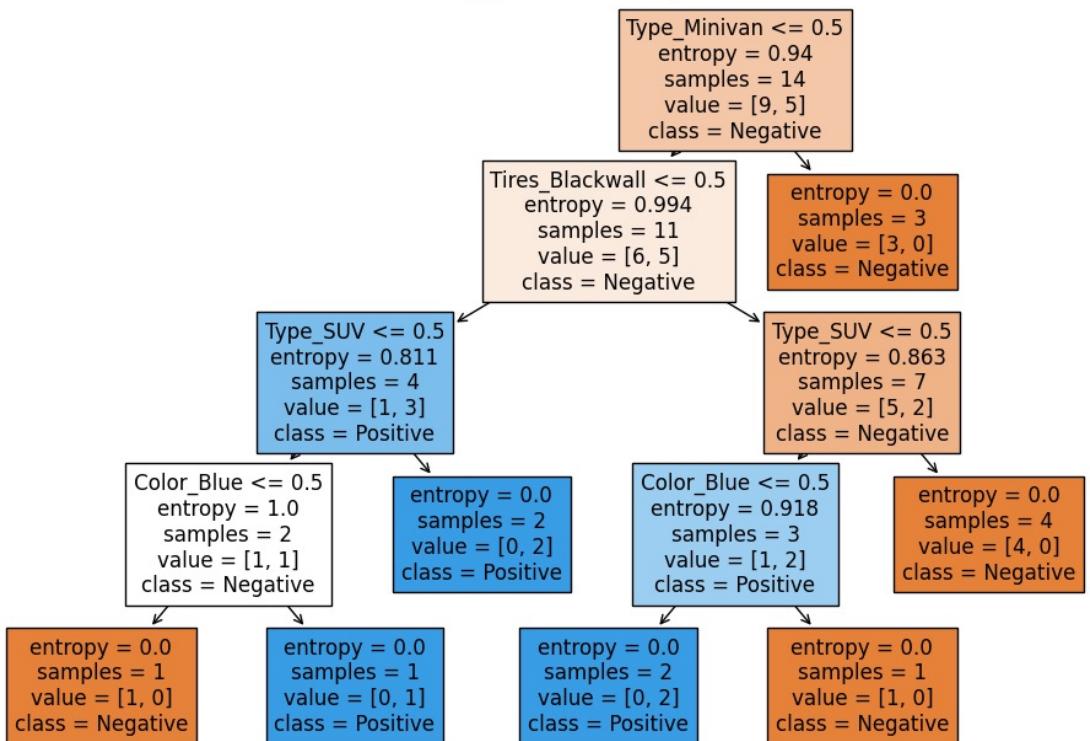 Type_Minivan <= 0.5
entropy = 0.94
samples = 14
value = [9, 5]
class = Negative
Tires_Blackwall <= 0.5
entropy = 0.994
samples = 11
value = [6, 5]
class = Negative
entropy = 0.0
samples = 3
value = [3, 0]
class = Negative
Type_SUV <= 0.5
entropy = 0.811
samples = 4
value = [1, 3]
class = Positive
Type_SUV <= 0.5
entropy = 0.863
samples = 7
value = [5, 2]
class = Negative
Color_Blue <= 0.5
entropy = 1.0
samples = 2
value = [1, 1]
class = Negative
entropy = 0.0
samples = 2
value = [0, 2]
class = Positive
Color_Blue <= 0.5
entropy = 0.918
samples = 3
value = [1, 2]
class = Positive
entropy = 0.0
samples = 4
value = [4, 0]
class = Negative
entropy = 0.0
samples = 1
value = [1, 0]
class = Negative
entropy = 0.0
samples = 1
value = [0, 1]
class = Positive
entropy = 0.0
samples = 2
value = [0, 2]
class = Positive
entropy = 0.0
samples = 1
value = [1, 0]
class = Negative